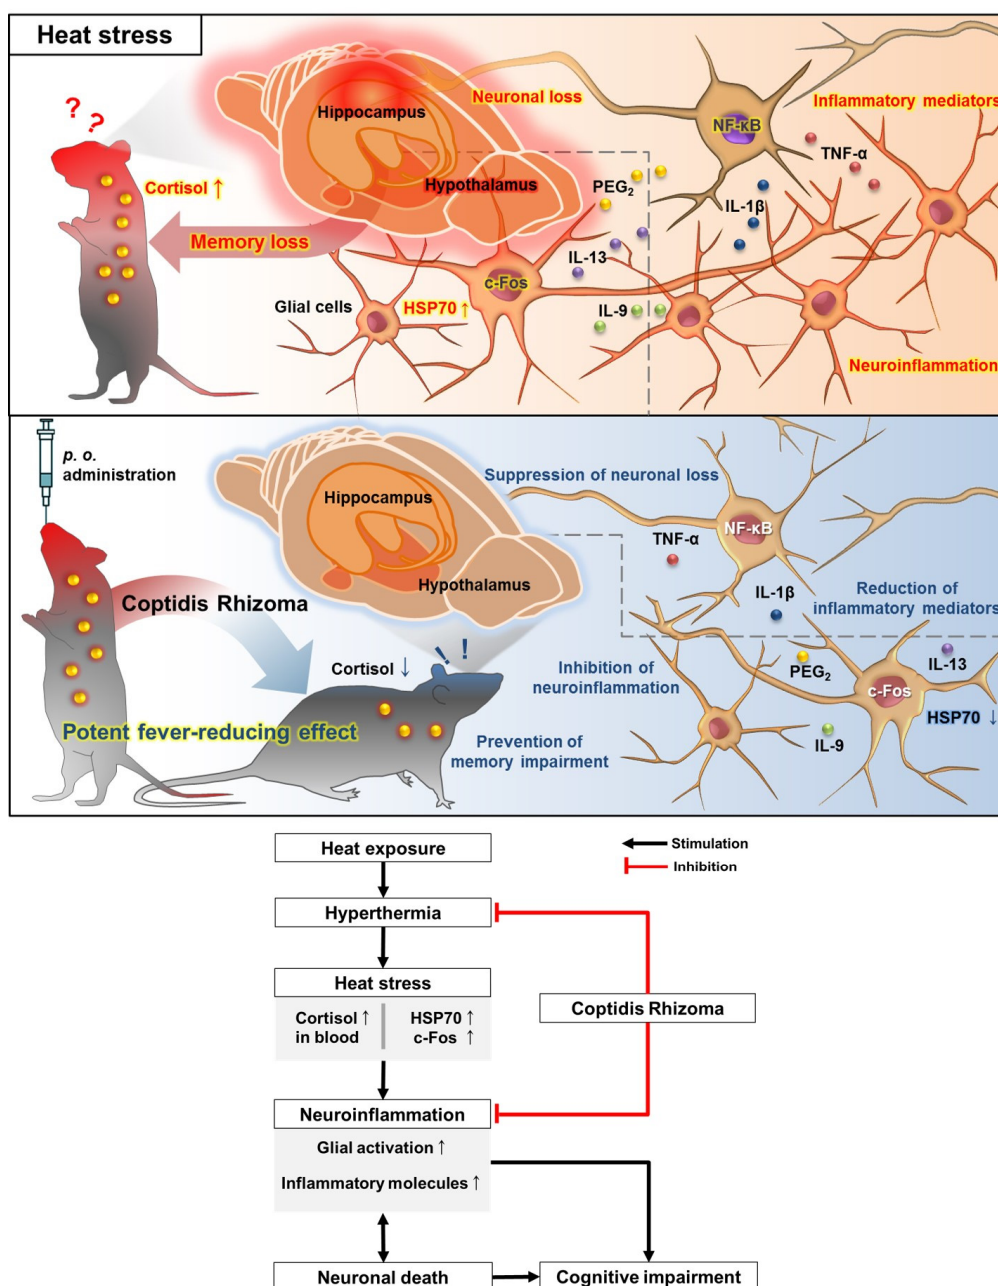 Heat stress
Hippocampus
Neuronal loss
NF-κB
Inflammatory mediators
? ?
TNF-α
Cortisol ↑
Hypothalamus
PEG₂
IL-1β
Memory loss
IL-13
c-Fos
Glial cells
HSP70 ↑
IL-9
Neuroinflammation
p. o.
administration
Suppression of neuronal loss
Hippocampus
NF-κB
TNF-α
Hypothalamus
IL-1β
Reduction of
inflammatory mediators
Coptidis Rhizoma
! !
Cortisol ↓
Inhibition of
neuroinflammation
PEG₂
IL-13
c-Fos
HSP70 ↓
Potent fever-reducing effect
Prevention of
memory impairment
IL-9
Heat exposure
Stimulation
Inhibition
Hyperthermia
Heat stress
Cortisol ↑
in blood
HSP70 ↑
c-Fos ↑
Coptidis Rhizoma
Neuroinflammation
Glial activation ↑
Inflammatory molecules ↑
Neuronal death
Cognitive impairment